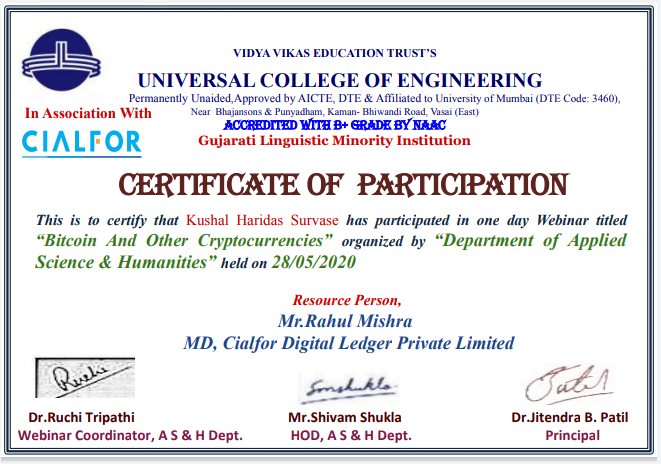 VIDYA VIKAS EDUCATION TRUST'S
UNIVERSAL COLLEGE OF ENGINEERING
Permanently Unaided,Approved by AICTE, DTE & Affiliated to University of Mumbai (DTE Code: 3460),
Near Bhajansons & Punyadham, Kaman- Bhiwandi Road, Vasai (East)
ACCREDITED WITH B+ GRADE BY NAAC
Gujarati Linguistic Minority Institution
In Association With
CIALFOR
CERTIFICATE OF PARTICIPATION
This is to certify that Kushal Haridas Survase has participated in one day Webinar titled
“Bitcoin And Other Cryptocurrencies” organized by “Department of Applied
Science & Humanities” held on 28/05/2020
Resource Person,
Mr.Rahul Mishra
MD, Cialfor Digital Ledger Private Limited
Ruchi
Smshukla
Patil
Dr.Ruchi Tripathi
Mr.Shivam Shukla
Dr.Jitendra B. Patil
Webinar Coordinator, A S & H Dept.
HOD, A S & H Dept.
Principal